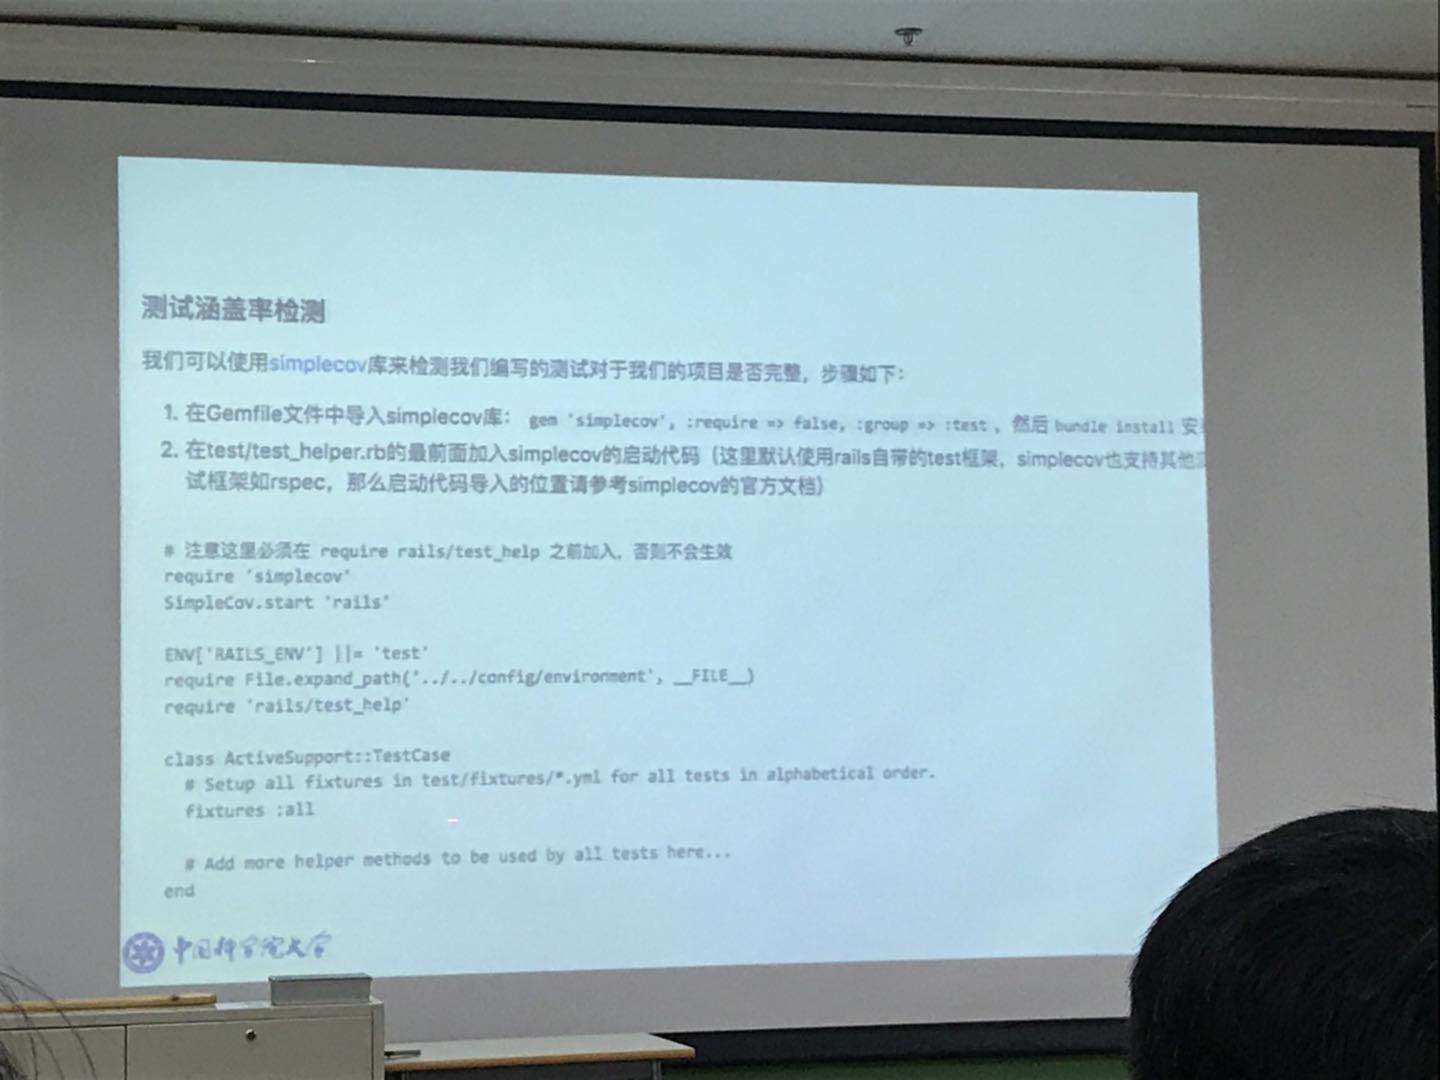 测试涵盖率检测
我们可以使用simplecov库来检测我们编写的测试对于我们的项目是否完整，步骤如下：
1. 在Gemfile文件中导入simplecov库： gem 'simplecov', :require => false, :group => :test ，然后 bundle install 安
2. 在test/test_helper.rb的最前面加入simplecov的启动代码（这里默认使用rails自带的test框架，simplecov也支持其他
试框架如rspec，那么启动代码导入的位置请参考simplecov的官方文档）
# 注意这里必须在 require rails/test_help 之前加入，否则不会生效
require 'simplecov'
SimpleCov.start 'rails'
ENV['RAILS_ENV'] ||= 'test'
require File.expand_path('../../config/environment', __FILE__)
require 'rails/test_help'
class ActiveSupport::TestCase
# Setup all fixtures in test/fixtures/*.yml for all tests in alphabetical order.
fixtures :all
# Add more helper methods to be used by all tests here...
end
中国科学院大学